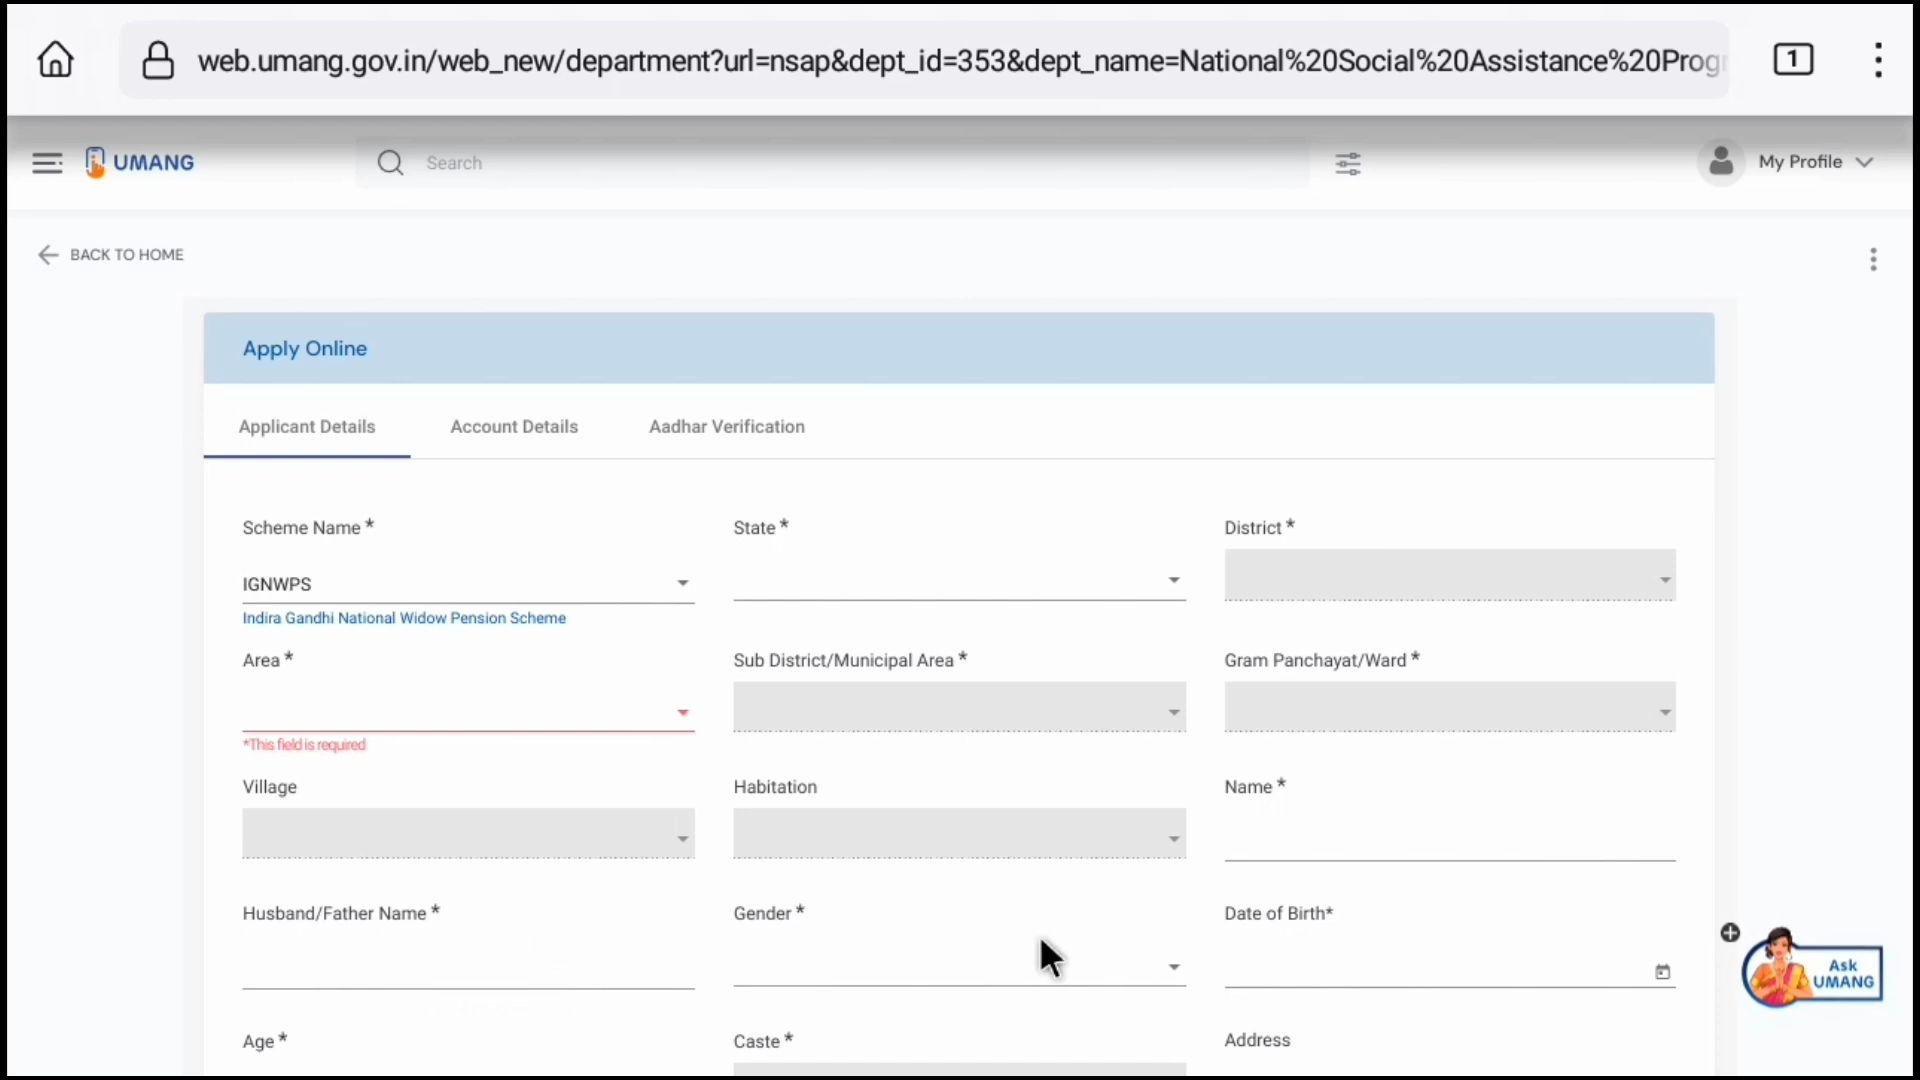 web.umang.gov.in/web_new/department?url=nsap&dept_id=353&dept_name=National%20Social%20Assistance%20Prog
1
UMANG
Search
My Profile
BACK TO HOME
Apply Online
Applicant Details
Account Details
Aadhar Verification
Scheme Name *
State *
District *
IGNWPS
Indira Gandhi National Widow Pension Scheme
Area *
Sub District/Municipal Area *
Gram Panchayat/Ward *
*This field is required
Village
Habitation
Name *
Husband/Father Name *
Gender *
Date of Birth*
Ask
UMANG
Age *
Caste *
Address